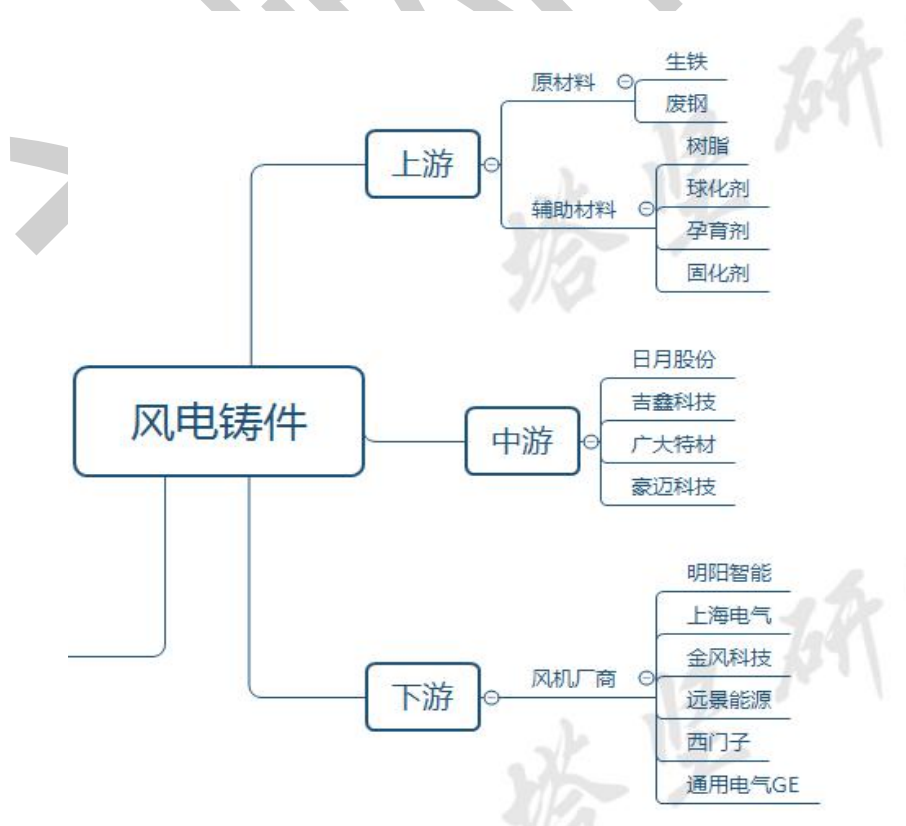 风电铸件
上游
原材料
生铁
废钢
辅助材料
树脂
球化剂
孕育剂
固化剂
中游
日月股份
吉鑫科技
广大特材
豪迈科技
下游
风机厂商
明阳智能
上海电气
金风科技
远景能源
西门子
通用电气GE